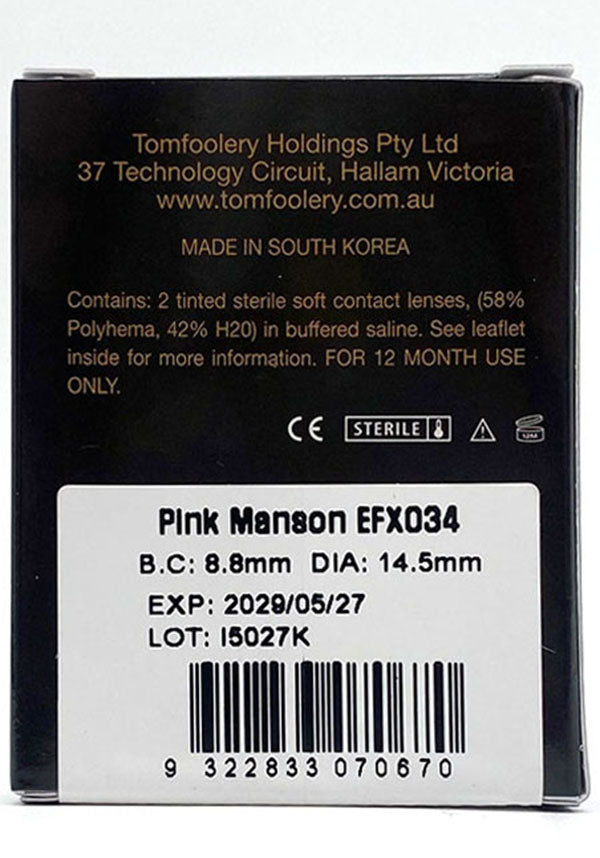 Tomfoolery Holdings Pty Ltd
37 Technology Circuit, Hallam Victoria
www.tomfoolery.com.au
MADE IN SOUTH KOREA
Contains: 2 tinted sterile soft contact lenses, (58%
Polyhema, 42% H20) in buffered saline. See leaflet
inside for more information. FOR 12 MONTH USE
ONLY.
CE STERILE 12M
Pink Manson EFX034
B.C: 8.8mm DIA: 14.5mm
EXP: 2029/05/27
LOT: I5027K
9 322833 070670